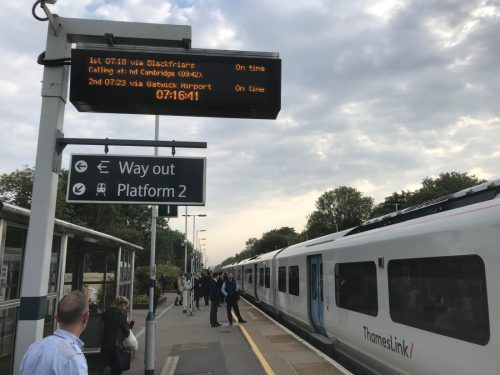 1st 07:18 via Blackfriars On time
Calling at: nd Cambridge (09:42).
2nd 07:23 via Gatwick Airport On time
07:16:41
Way out
Platform 2
ThamesLink/